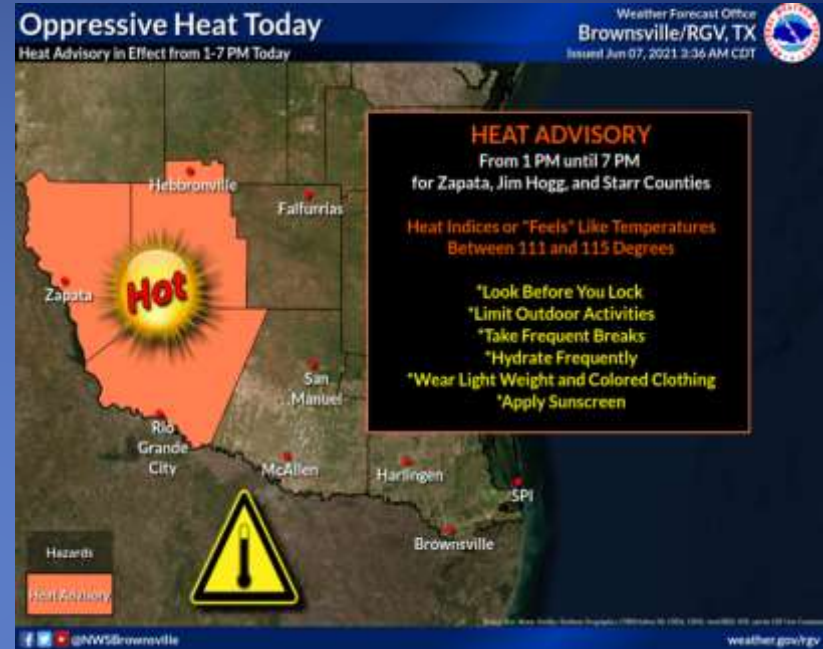 Oppressive Heat Today
Heat Advisory in Effect from 1-7 PM Today
Weather Forecast Office
Brownsville/RGV, TX
Issued Jun 07, 2021 3:36 AM CDT
HEAT ADVISORY
From 1 PM until 7 PM
for Zapata, Jim Hogg, and Starr Counties
Heat Indices or "Feels" Like Temperatures
Between 111 and 115 Degrees
*Look Before You Lock
*Limit Outdoor Activities
*Take Frequent Breaks
*Hydrate Frequently
*Wear Light Weight and Colored Clothing
*Apply Sunscreen
Hebbronville
Falfurrias
Zapata
Hot
San
Manuel
Rio
Grande
City
McAllen
Harlingen
SPI
Brownsville
Hazards
Heat Advisory
@NWSBrownsville
weather.gov/rgv